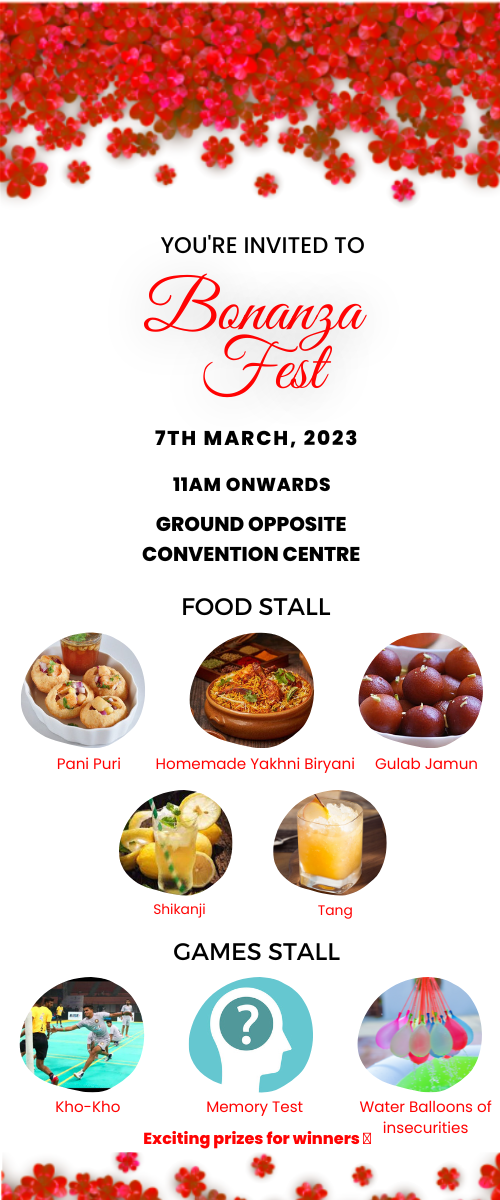 YOU'RE INVITED TO
Bonanza
Fest
7TH MARCH, 2023
11AM ONWARDS
GROUND OPPOSITE
CONVENTION CENTRE
FOOD STALL
Pani Puri
Homemade Yakhni Biryani
Gulab Jamun
Shikanji
Tang
GAMES STALL
?
Kho-Kho
Memory Test
Water Balloons of
insecurities
Exciting prizes for winners